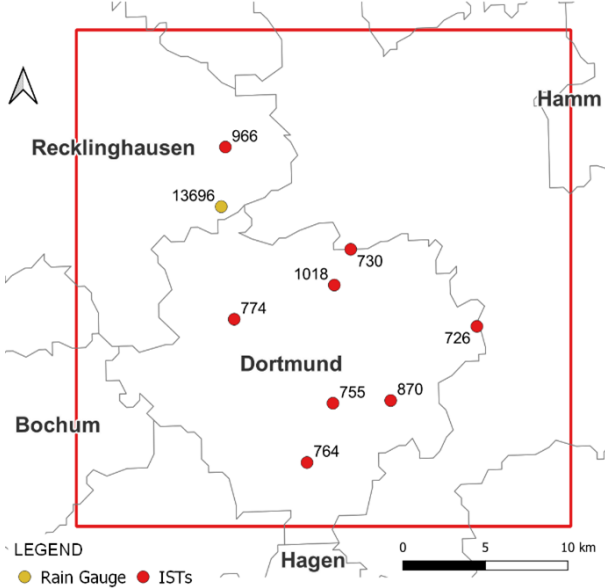 Hamm
966
Recklinghausen
13696
730
1018
774
726
Dortmund
755
870
Bochum
764
LEGEND
Hagen
0 5 10 km
Rain Gauge ISTs